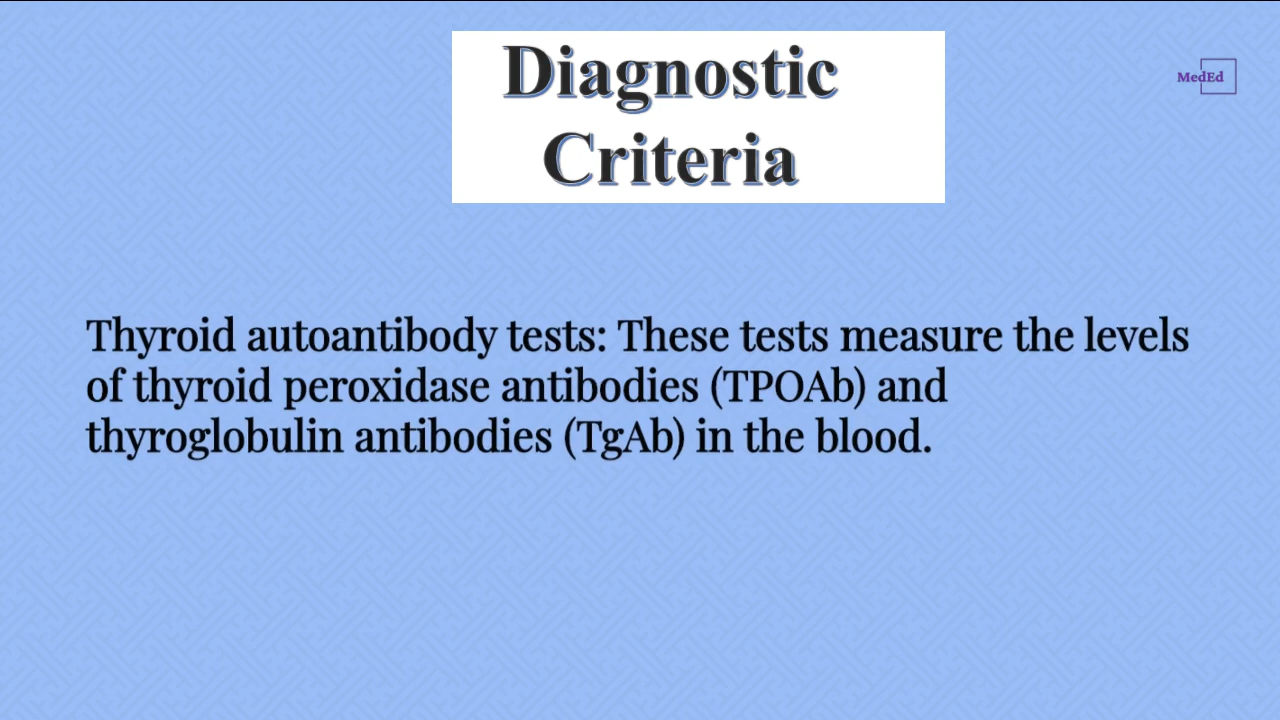 Diagnostic
Criteria
MedEd
Thyroid autoantibody tests: These tests measure the levels
of thyroid peroxidase antibodies (TPOAb) and
thyroglobulin antibodies (TgAb) in the blood.